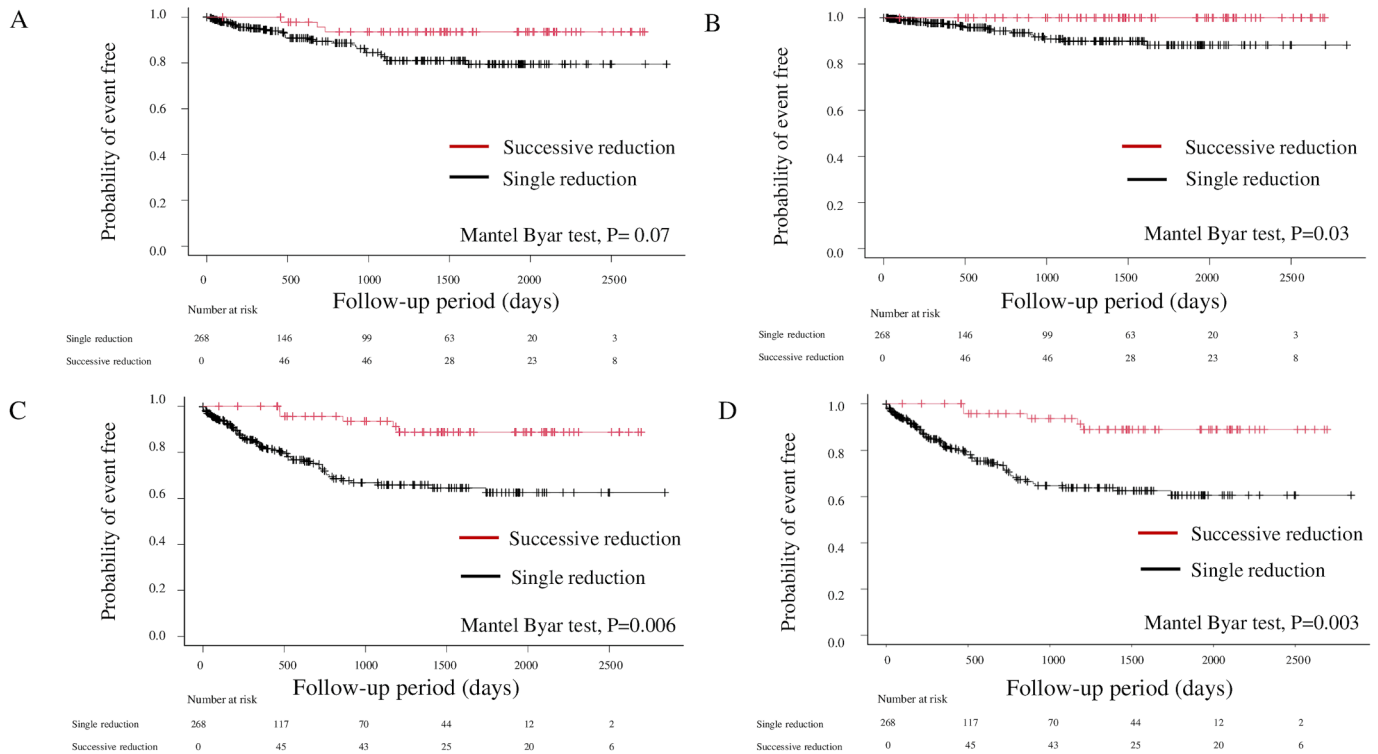 A
Probability of event free
1.0
0.8
0.6
0.4
0.2
0.0
Successive reduction
Single reduction
Mantel Byar test, P= 0.07
0 500 1000 1500 2000 2500
Follow-up period (days)
Number at risk
Single reduction 268 146 99 63 20 3
Successive reduction 0 46 46 28 23 8
B
Probability of event free
1.0
0.8
0.6
0.4
0.2
0.0
Successive reduction
Single reduction
Mantel Byar test, P=0.03
0 500 1000 1500 2000 2500
Follow-up period (days)
Number at risk
Single reduction 268 146 99 63 20 3
Successive reduction 0 46 46 28 23 8
C
Probability of event free
1.0
0.8
0.6
0.4
0.2
0.0
Successive reduction
Single reduction
Mantel Byar test, P=0.006
0 500 1000 1500 2000 2500
Follow-up period (days)
Number at risk
Single reduction 268 117 70 44 12 2
Successive reduction 0 45 43 25 20 6
D
Probability of event free
1.0
0.8
0.6
0.4
0.2
0.0
Successive reduction
Single reduction
Mantel Byar test, P=0.003
0 500 1000 1500 2000 2500
Follow-up period (days)
Number at risk
Single reduction 268 117 70 44 12 2
Successive reduction 0 45 43 25 20 6